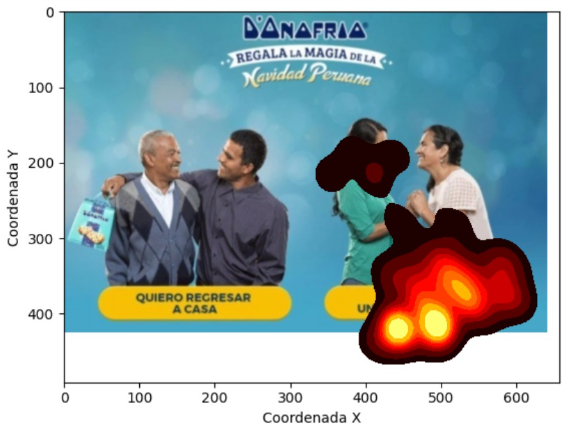 D'ONOFRIO
REGALA LA MAGIA DE LA
Navidad Peruana
QUIERO REGRESAR
A CASA
Coordenada Y
Coordenada X
0
100
200
300
400
0
100
200
300
400
500
600